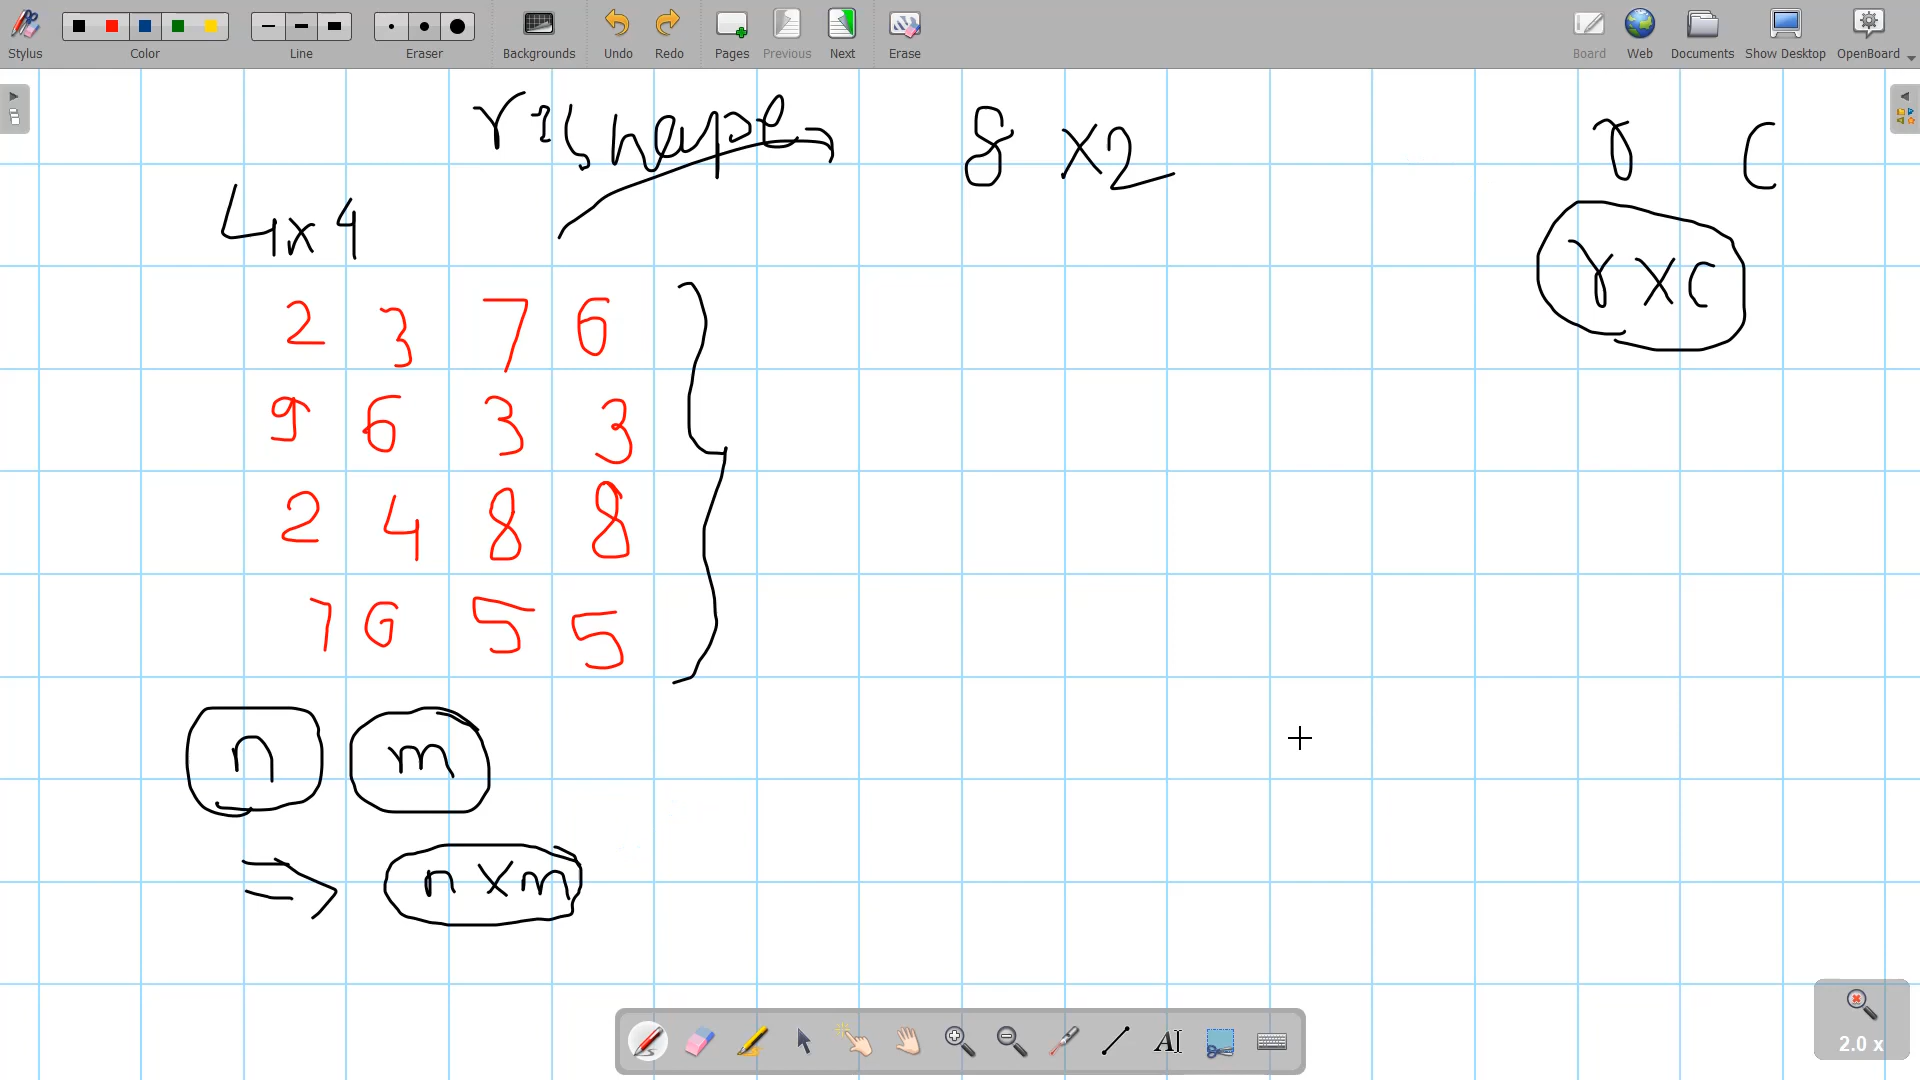 Stylus Color Line Eraser Backgrounds Undo Redo Pages Previous Next Erase Board Web Documents Show Desktop OpenBoard
8 x2
r c
4x4
r x c
2 3 7 6
9 6 3 3
2 4 8 8
7 6 5 5
n m
n x m
2.0 x